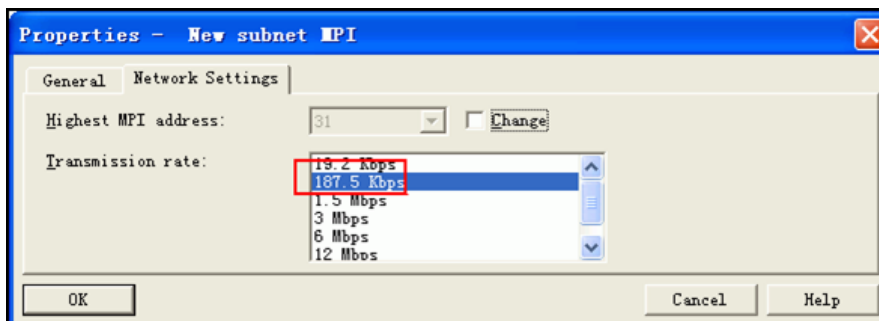 Properties - New subnet MPI
General Network Settings
Highest MPI address: 31 Change
Transmission rate:
19.2 Kbps
187.5 Kbps
1.5 Mbps
3 Mbps
6 Mbps
12 Mbps
OK Cancel Help